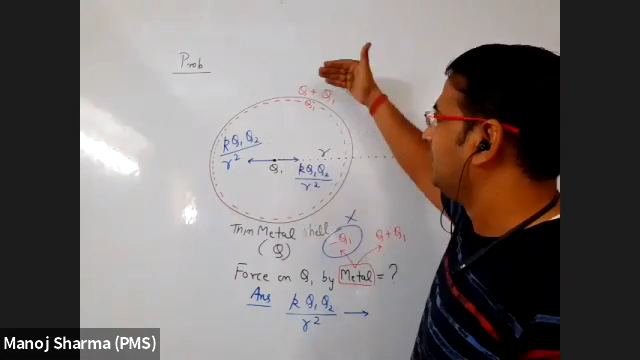 Prob
Q + Q₁
Q₁
kQ₁Q₂
r²
r
Q₁
kQ₁Q₂
r²
Thin Metal shell
(Q)
X
-Q₁
Q+Q₁
Force on Q₁ by Metal = ?
Ans kQ₁Q₂
r²
Manoj Sharma (PMS)